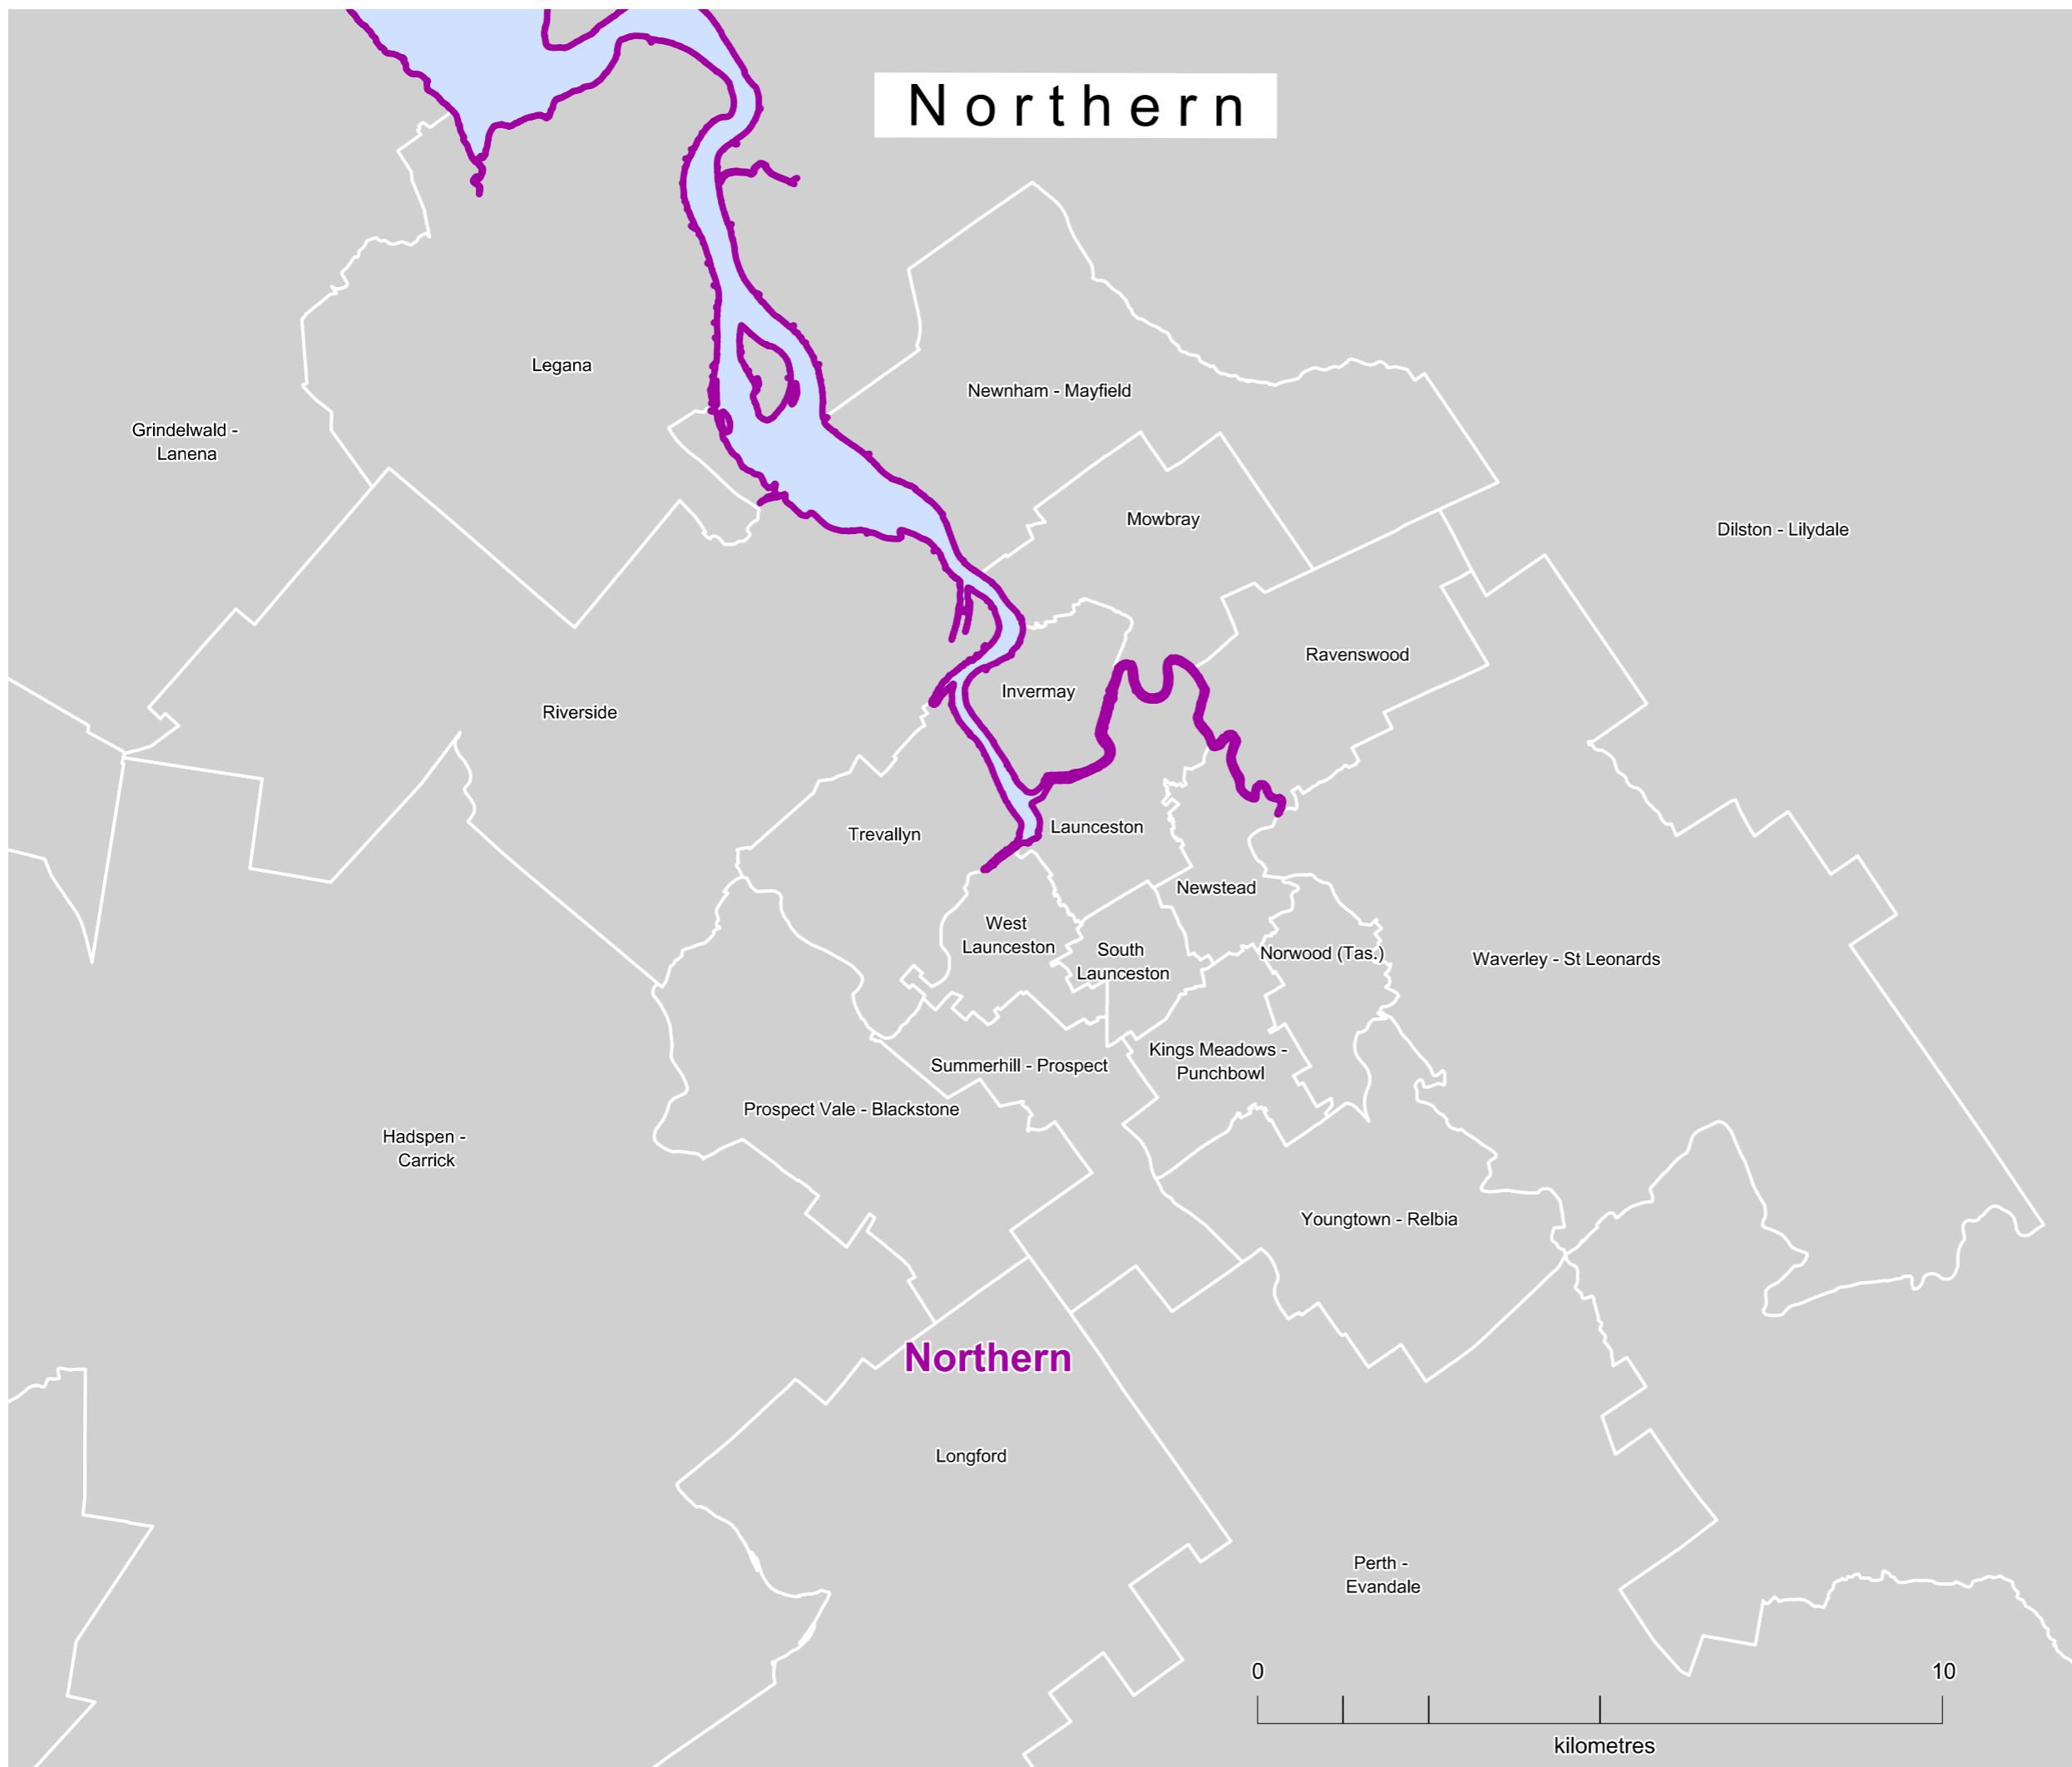 Northern
Legana
Newnham - Mayfield
Grindelwald -
Lanena
Mowbray
Dilston - Lilydale
Ravenswood
Invermay
Riverside
Trevallyn
Launceston
Newstead
West
Launceston
South
Launceston
Norwood (Tas.)
Waverley - St Leonards
Kings Meadows -
Punchbowl
Summerhill - Prospect
Prospect Vale - Blackstone
Hadspen -
Carrick
Youngtown - Relbia
Northern
Longford
Perth -
Evandale
0 10
kilometres